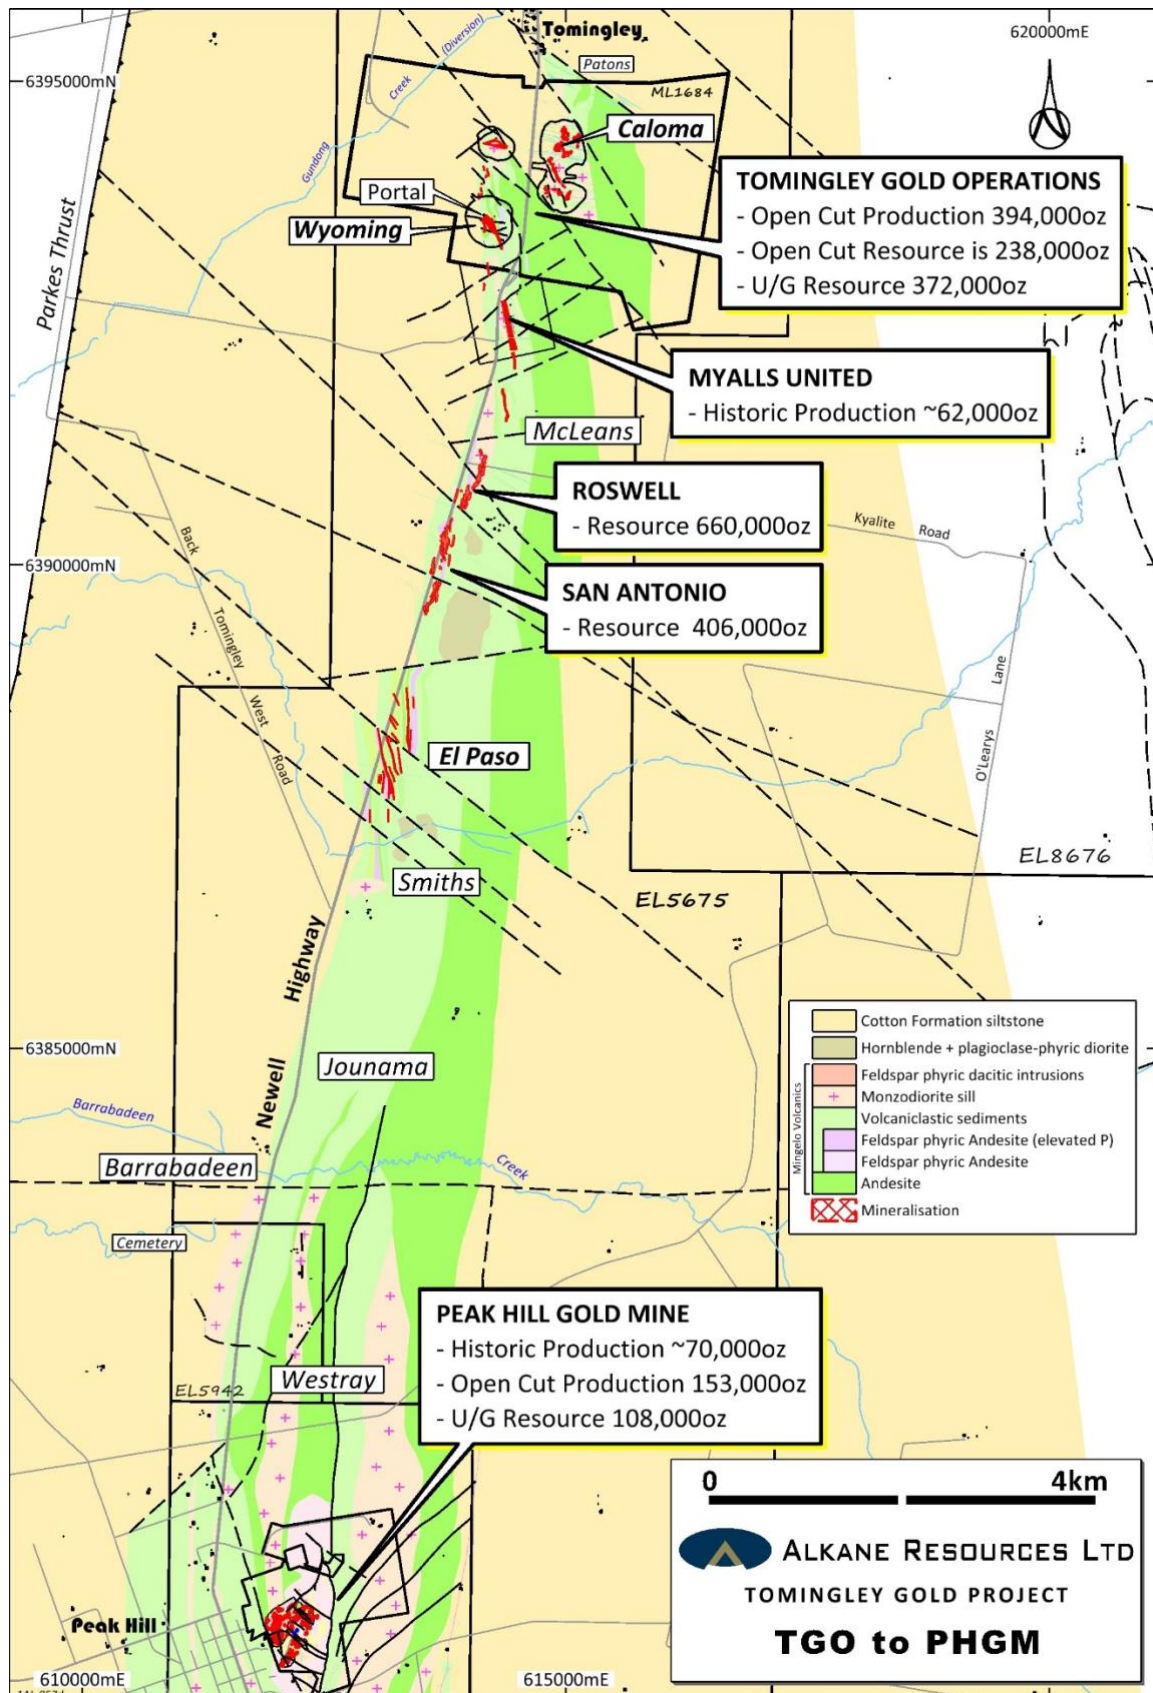 Tomingley
620000mE
Patons
6395000mN
ML1684
Creek
(Diversion)
Gundong
Caloma
Portal
Wyoming
Parkes Thrust
TOMINGLEY GOLD OPERATIONS
- Open Cut Production 394,000oz
- Open Cut Resource is 238,000oz
- U/G Resource 372,000oz
MYALLS UNITED
- Historic Production ~62,000oz
McLeans
ROSWELL
- Resource 660,000oz
Kyalite Road
Back Tomingley West Road
6390000mN
SAN ANTONIO
- Resource 406,000oz
O'Learys Lane
El Paso
EL8676
Smiths
EL5675
Newell Highway
Cotton Formation siltstone
Hornblende + plagioclase-phyric diorite
Mingelo Volcanics
Feldspar phyric dacitic intrusions
Monzodiorite sill
Volcaniclastic sediments
Feldspar phyric Andesite (elevated P)
Feldspar phyric Andesite
Andesite
Mineralisation
6385000mN
Jounama
Barrabadeen
Creek
Barrabadeen
Cemetery
PEAK HILL GOLD MINE
- Historic Production ~70,000oz
- Open Cut Production 153,000oz
- U/G Resource 108,000oz
Westray
EL5942
0 4km
ALKANE RESOURCES LTD
TOMINGLEY GOLD PROJECT
TGO to PHGM
Peak Hill
610000mE
615000mE